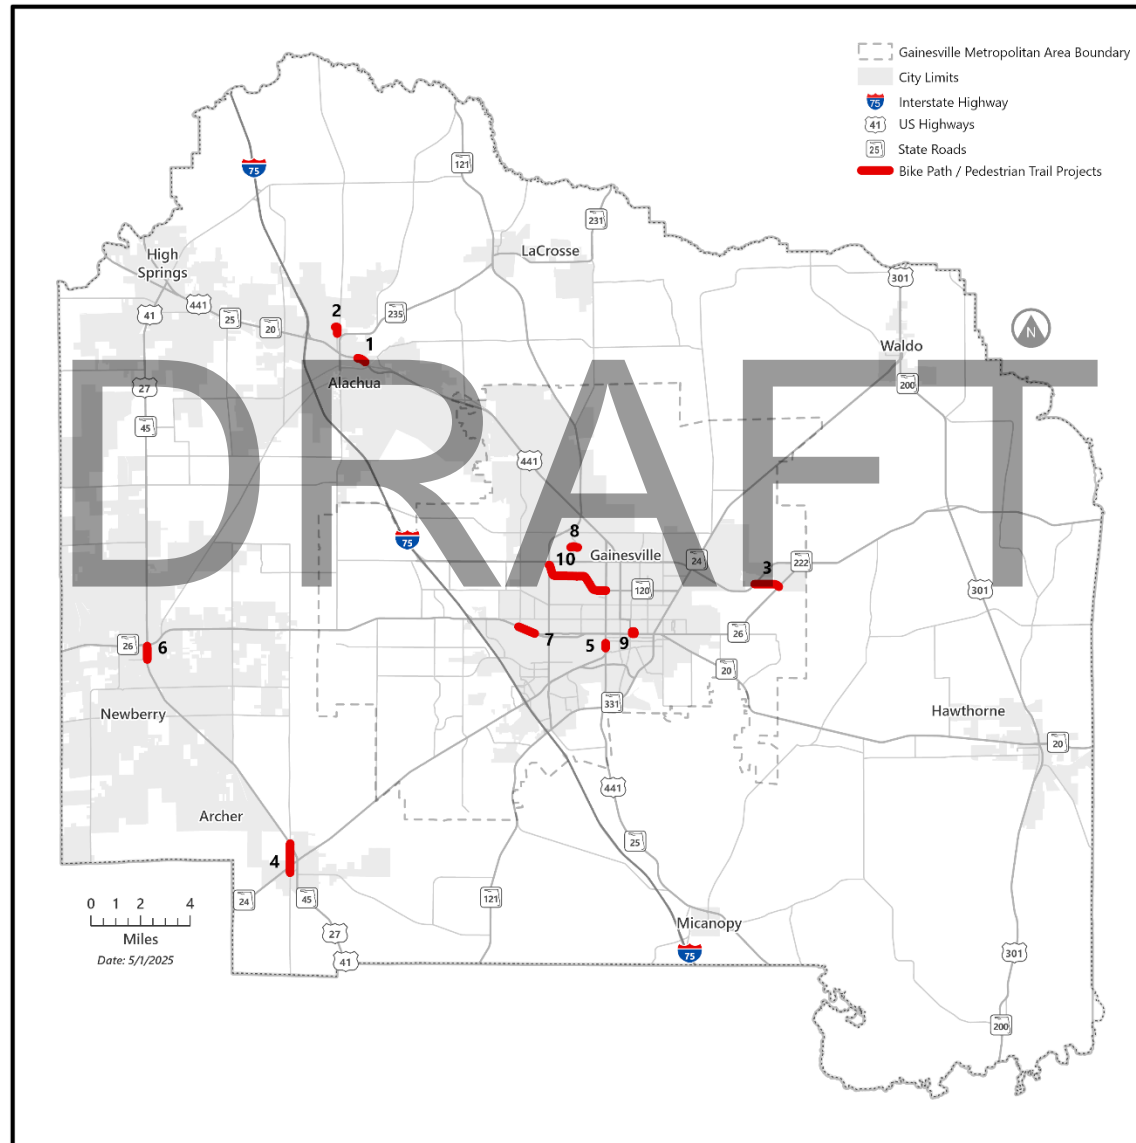 Gainesville Metropolitan Area Boundary
City Limits
75
Interstate Highway
41
US Highways
25
State Roads
Bike Path / Pedestrian Trail Projects
75
121
231
LaCrosse
High
Springs
301
441
41
25
20
2
235
1
Waldo
Alachua
27
200
45
DRAFT
441
75
8
Gainesville
10
24
3
222
120
301
26
6
7
5
9
26
20
Newberry
331
Hawthorne
20
441
Archer
25
4
24
45
121
0 1 2 4
Miles
Date: 5/1/2025
27
41
Micanopy
75
301
200